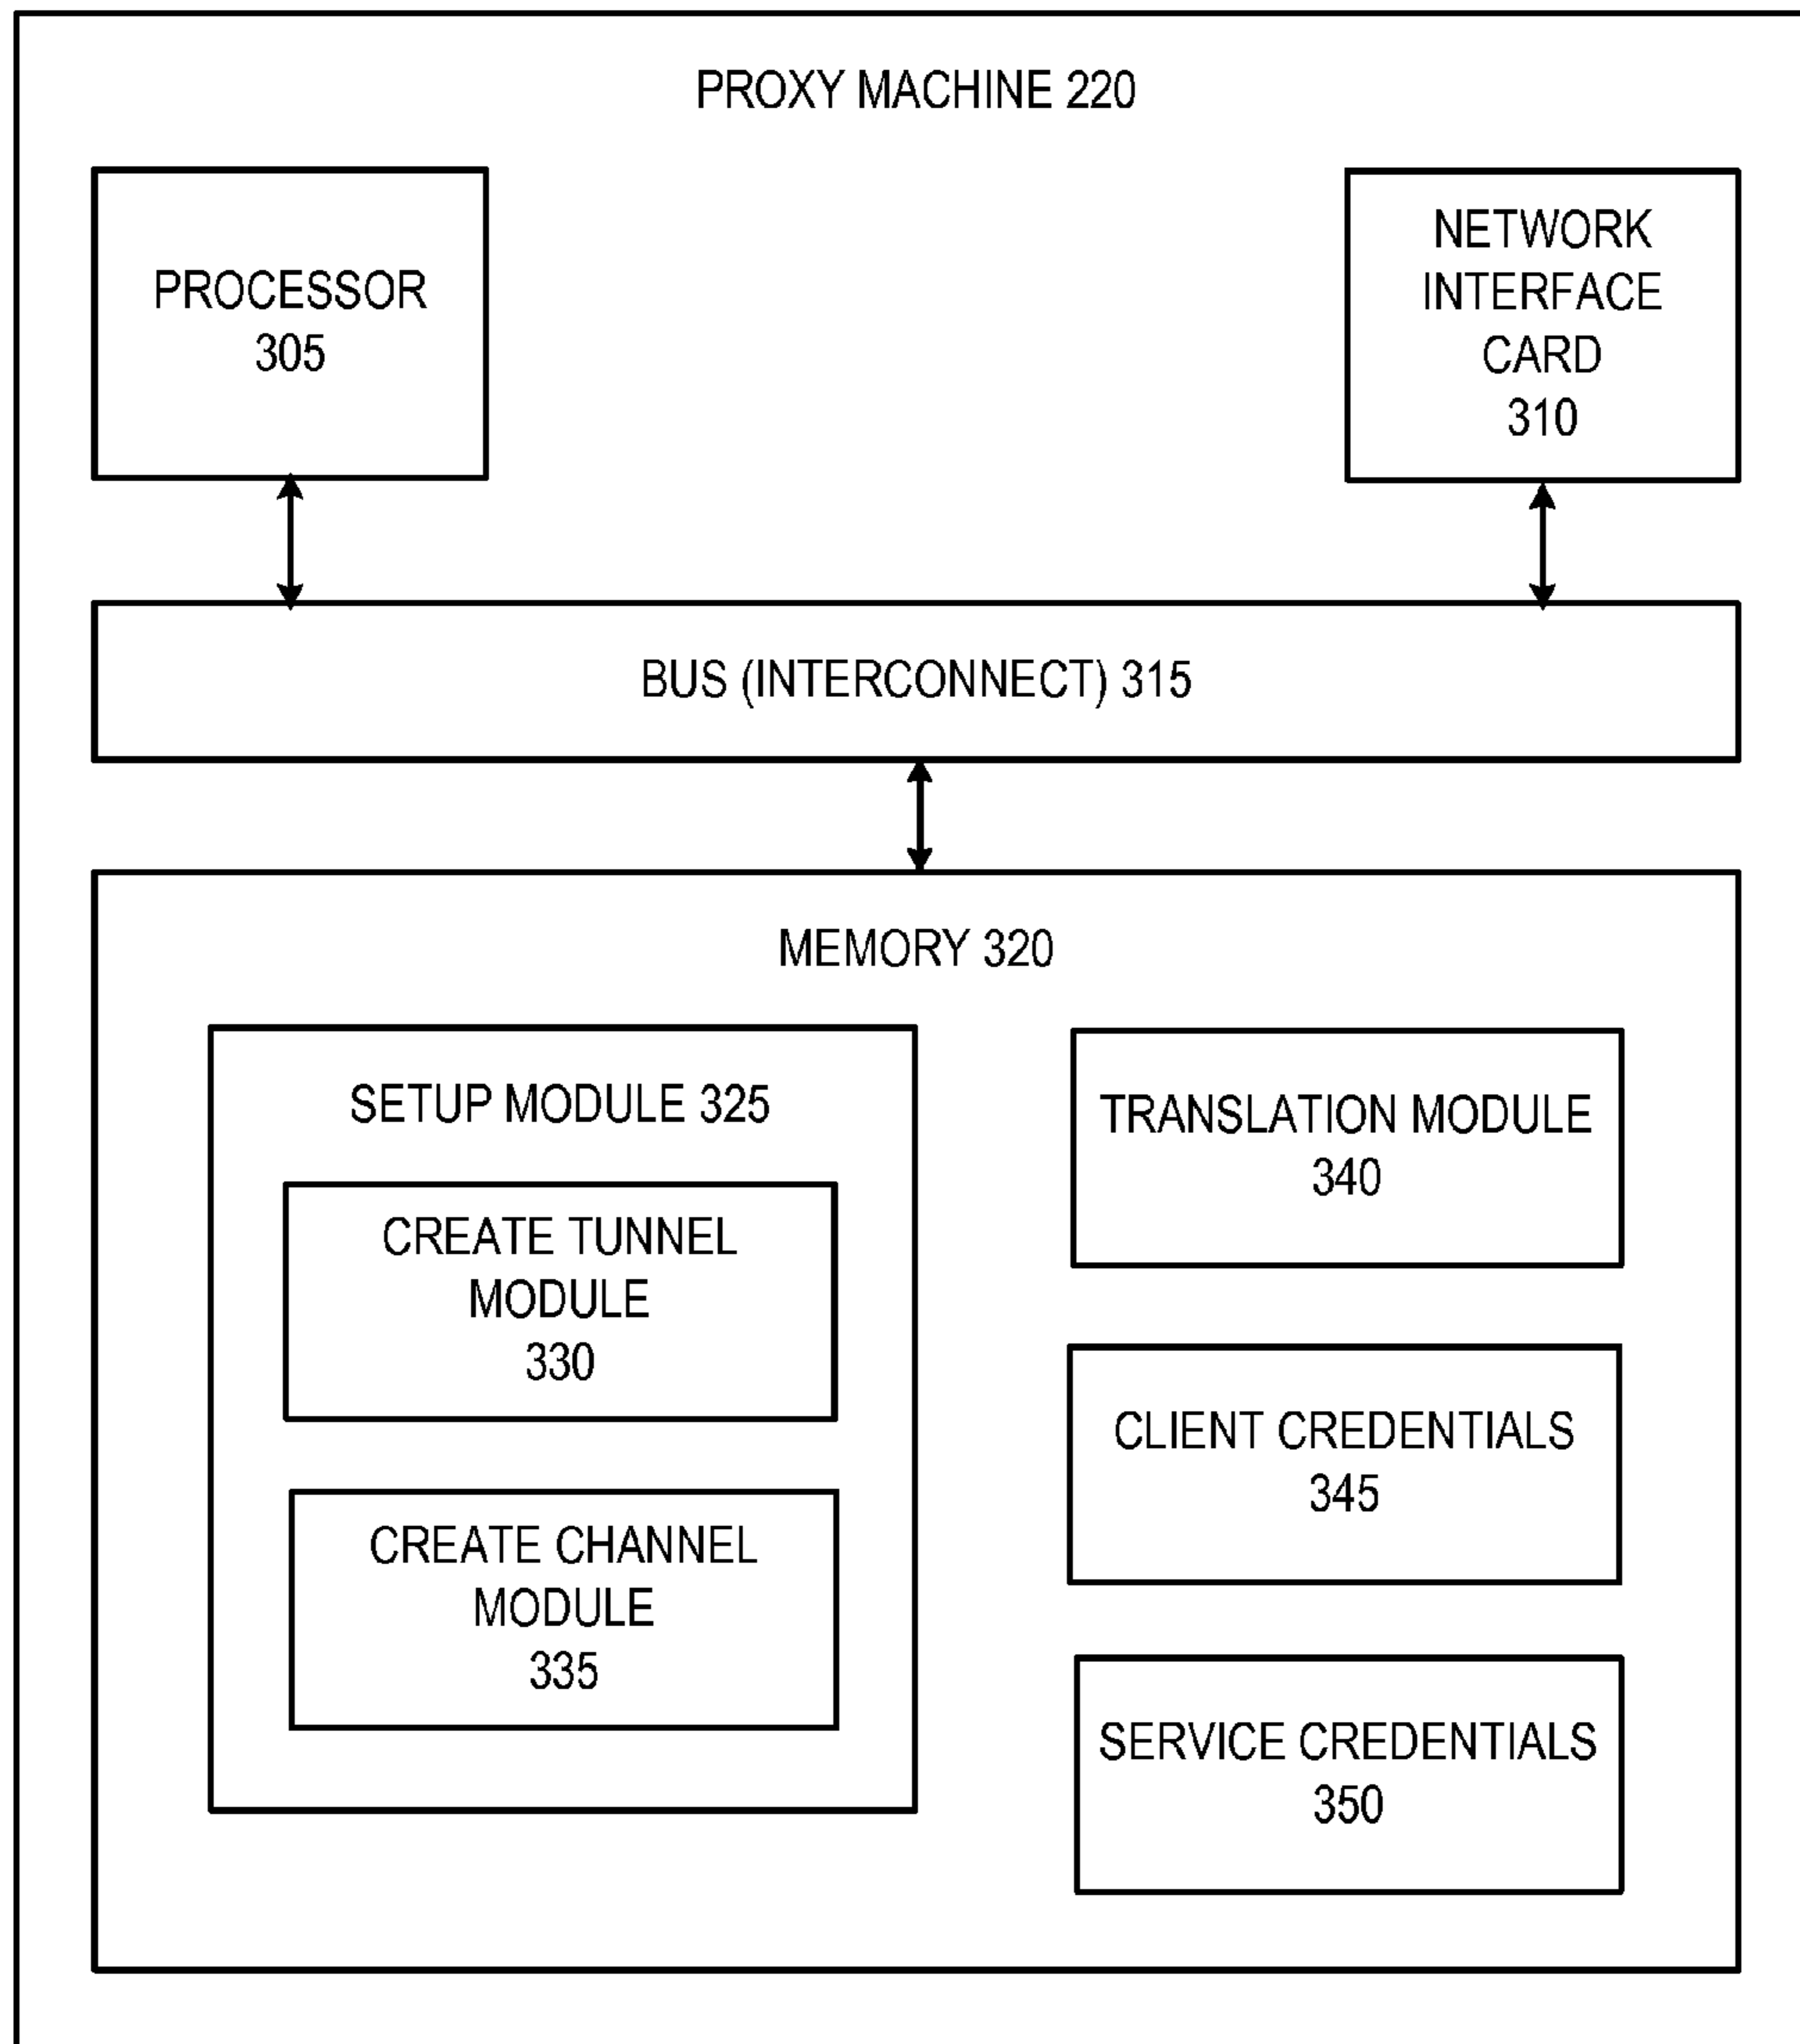 PROXY MACHINE 220
PROCESSOR
305
NETWORK
INTERFACE
CARD
310
BUS (INTERCONNECT) 315
MEMORY 320
SETUP MODULE 325
CREATE TUNNEL
MODULE
330
CREATE CHANNEL
MODULE
335
TRANSLATION MODULE
340
CLIENT CREDENTIALS
345
SERVICE CREDENTIALS
350